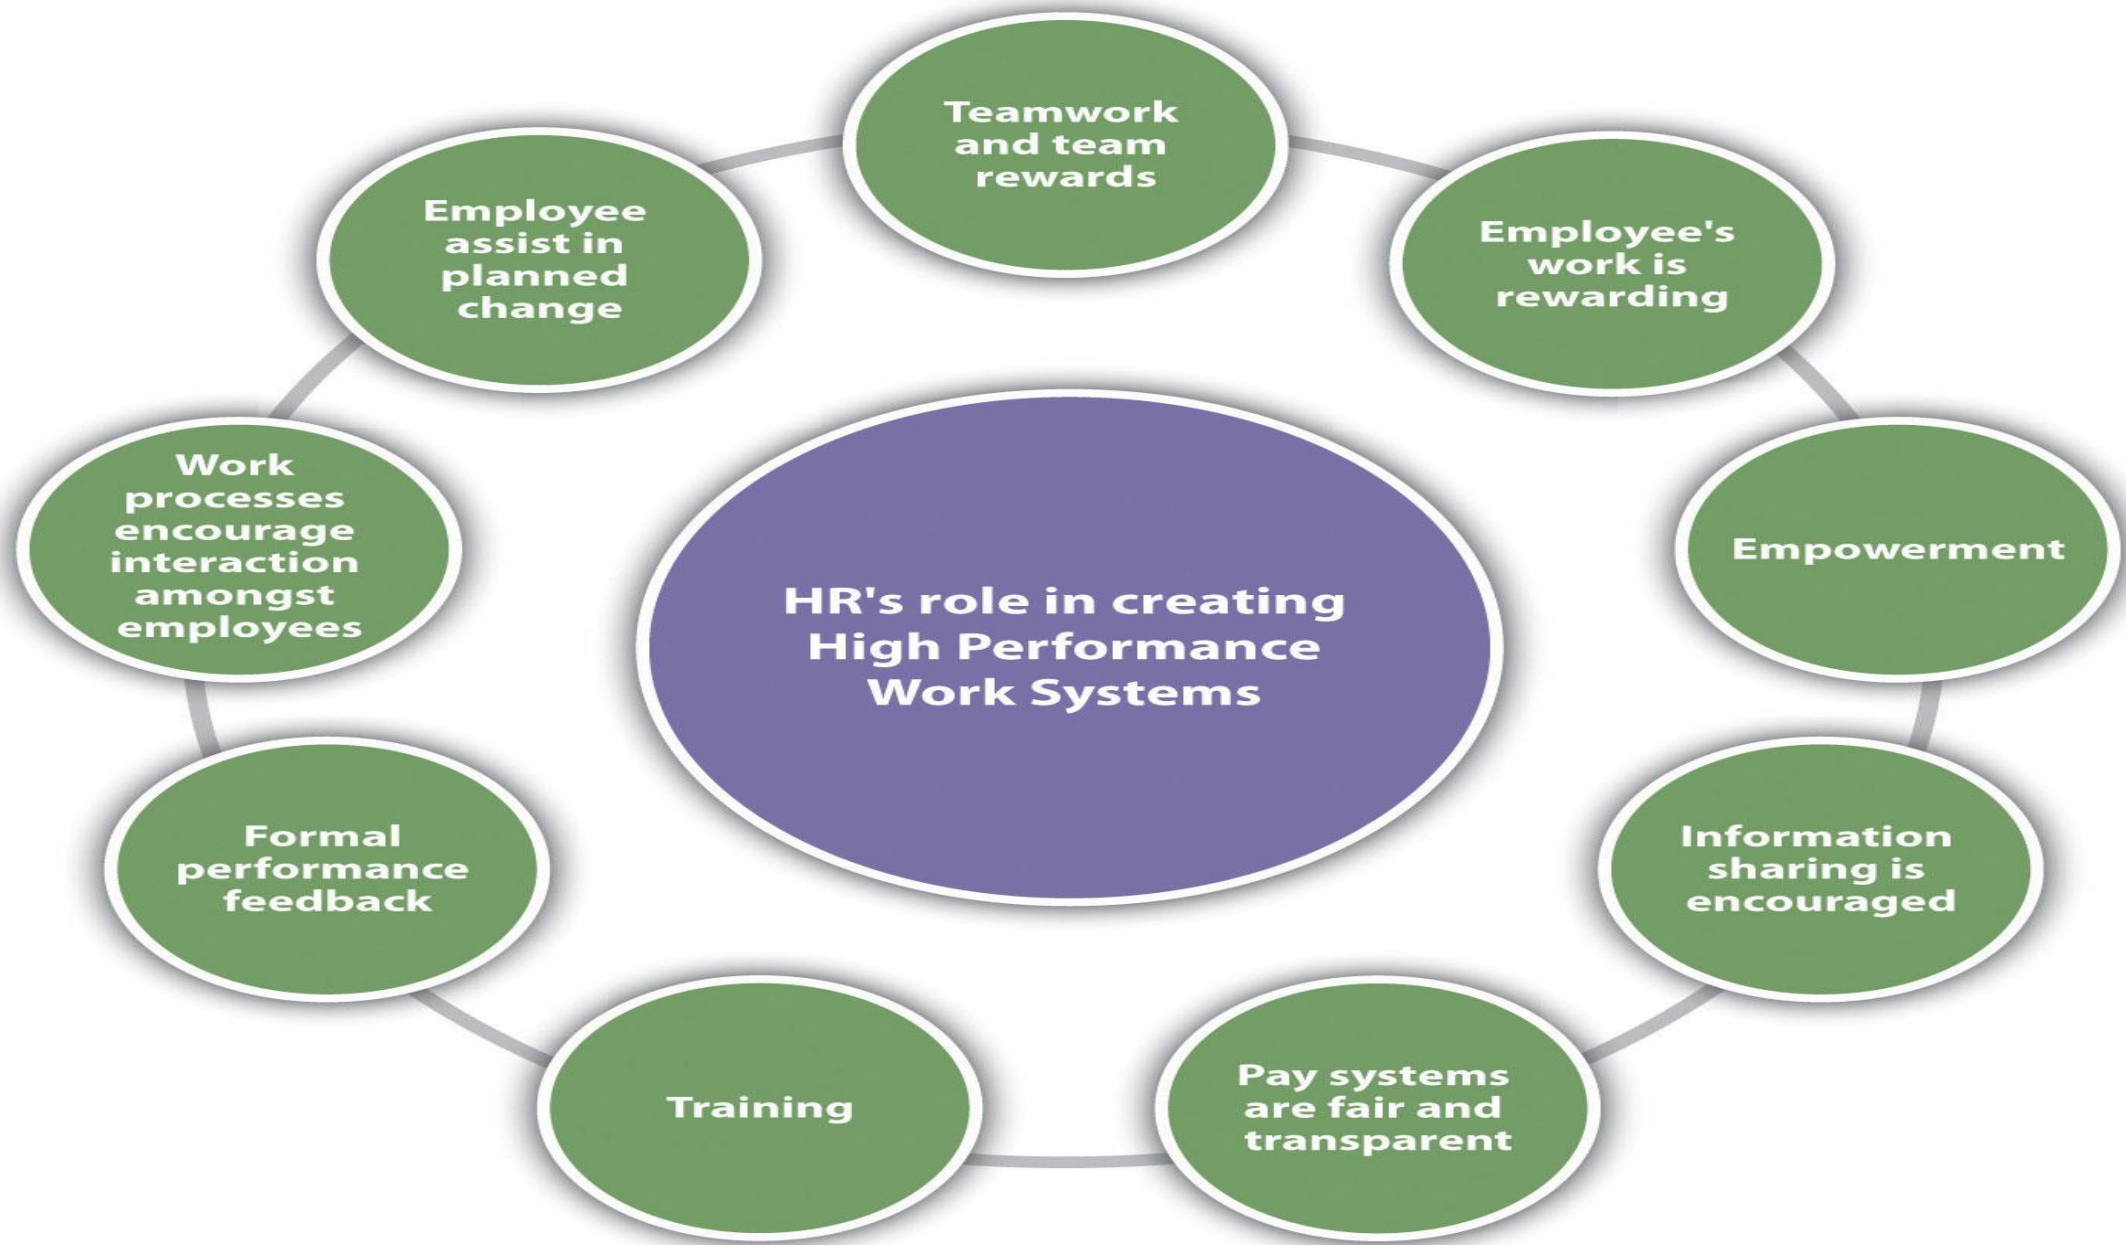 Teamwork
and team
rewards
Employee's
work is
rewarding
Empowerment
Information
sharing is
encouraged
Pay systems
are fair and
transparent
Training
Formal
performance
feedback
Work
processes
encourage
interaction
amongst
employees
Employee
assist in
planned
change
HR's role in creating
High Performance
Work Systems